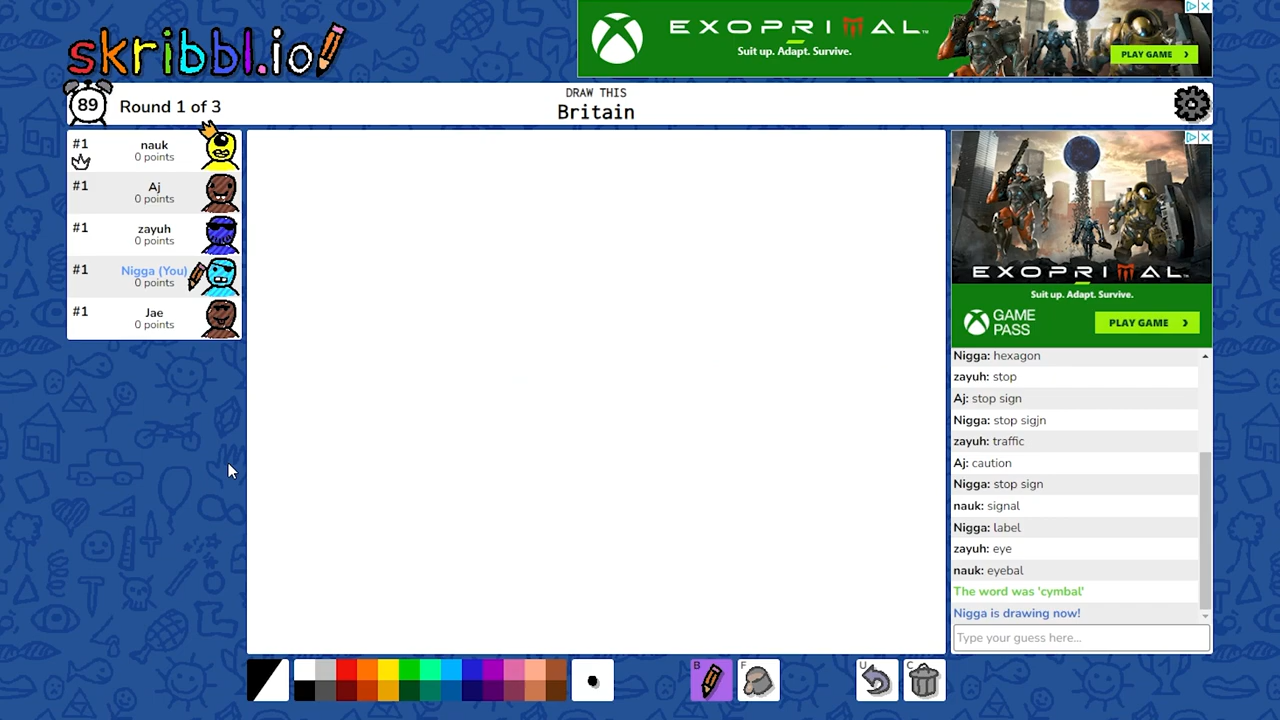 skribbl.io
EXOPRIMAL™
Suit up. Adapt. Survive.
PLAY GAME
89
Round 1 of 3
DRAW THIS
Britain
#1
nauk
0 points
#1
Aj
0 points
#1
zayuh
0 points
#1
Nigga (You)
0 points
#1
Jae
0 points
EXOPRIMAL™
Suit up. Adapt. Survive.
GAME PASS
PLAY GAME
Nigga: hexagon
zayuh: stop
Aj: stop sign
Nigga: stop sigjn
zayuh: traffic
Aj: caution
Nigga: stop sign
nauk: signal
Nigga: label
zayuh: eye
nauk: eyebal
The word was 'cymbal'
Nigga is drawing now!
Type your guess here...
B
F
U
C